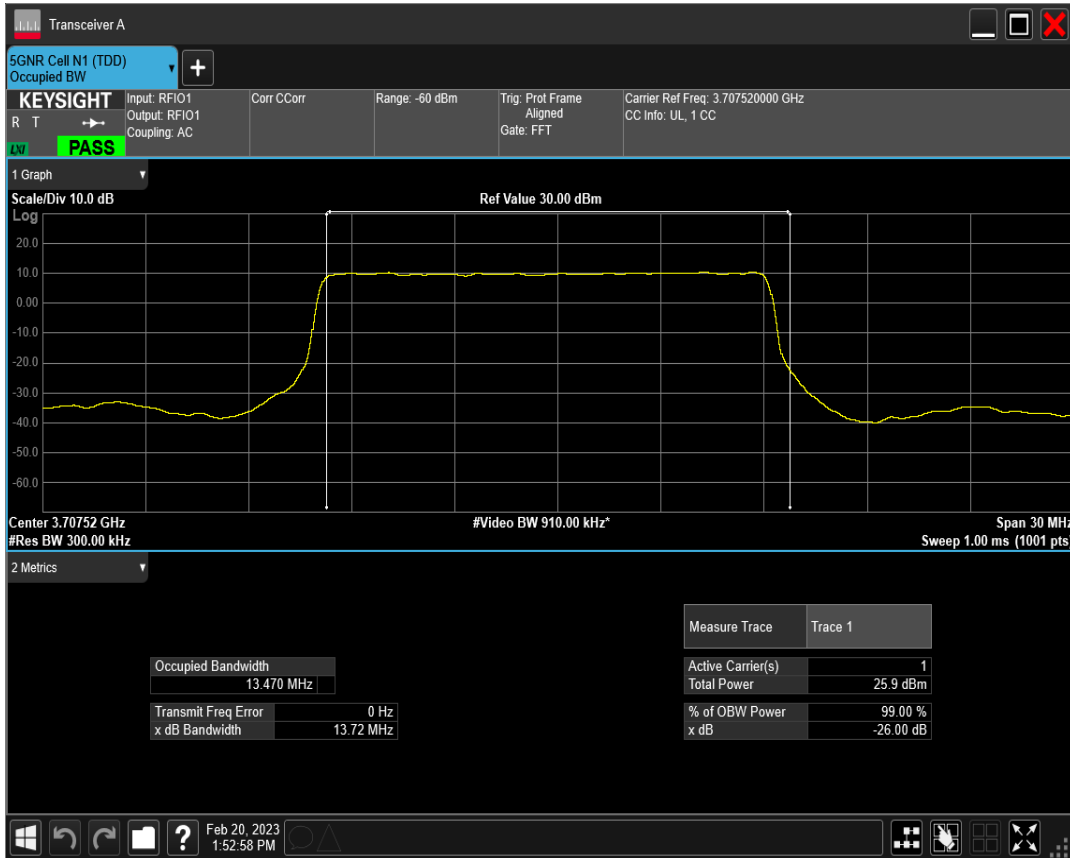 Transceiver A
5GNR Cell N1 (TDD)
Occupied BW
+
KEYSIGHT
R T
LXI
PASS
Input: RFIO1
Output: RFIO1
Coupling: AC
Corr CCorr
Range: -60 dBm
Trig: Prot Frame
Aligned
Gate: FFT
Carrier Ref Freq: 3.707520000 GHz
CC Info: UL, 1 CC
1 Graph
Scale/Div 10.0 dB
Ref Value 30.00 dBm
Log
20.0
10.0
0.00
-10.0
-20.0
-30.0
-40.0
-50.0
-60.0
Center 3.70752 GHz
#Video BW 910.00 kHz*
Span 30 MHz
#Res BW 300.00 kHz
Sweep 1.00 ms (1001 pts)
2 Metrics
Measure Trace Trace 1
Occupied Bandwidth
13.470 MHz
Active Carrier(s) 1
Total Power 25.9 dBm
Transmit Freq Error 0 Hz
x dB Bandwidth 13.72 MHz
% of OBW Power 99.00 %
x dB -26.00 dB
?
Feb 20, 2023
1:52:58 PM